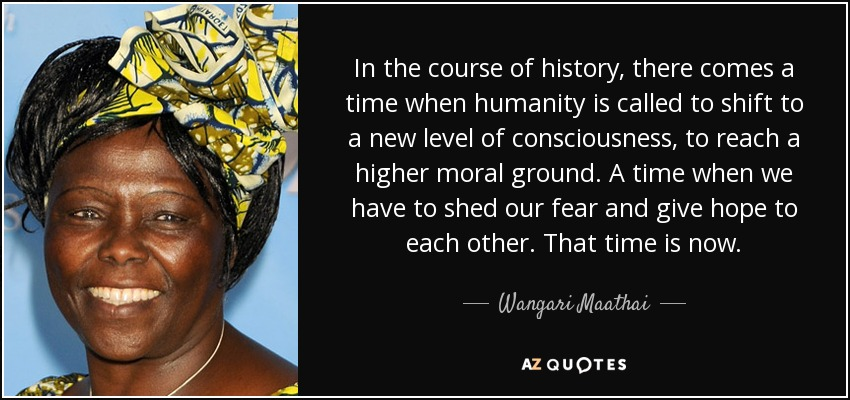 In the course of history, there comes a
time when humanity is called to shift to
a new level of consciousness, to reach a
higher moral ground. A time when we
have to shed our fear and give hope to
each other. That time is now.
Wangari Maathai
AZ QUOTES